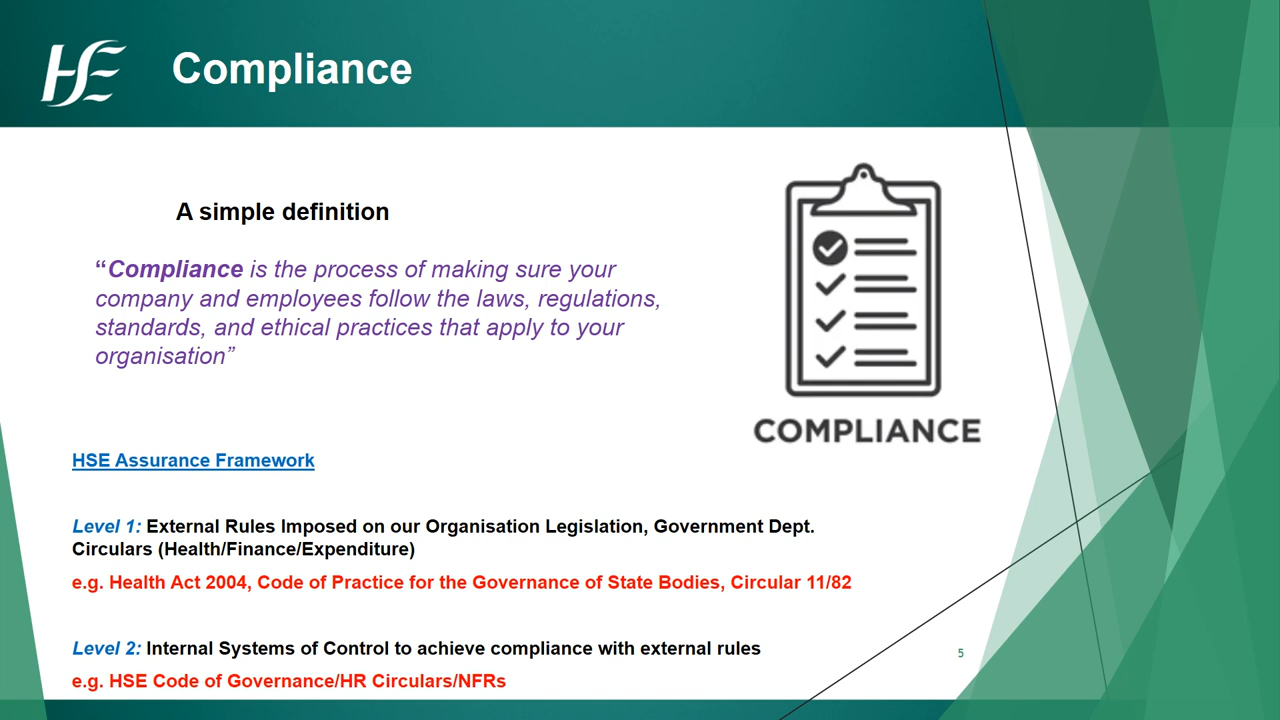 HSE
Compliance
A simple definition
“Compliance is the process of making sure your
company and employees follow the laws, regulations,
standards, and ethical practices that apply to your
organisation”
COMPLIANCE
HSE Assurance Framework
Level 1: External Rules Imposed on our Organisation Legislation, Government Dept.
Circulars (Health/Finance/Expenditure)
e.g. Health Act 2004, Code of Practice for the Governance of State Bodies, Circular 11/82
Level 2: Internal Systems of Control to achieve compliance with external rules
5
e.g. HSE Code of Governance/HR Circulars/NFRs